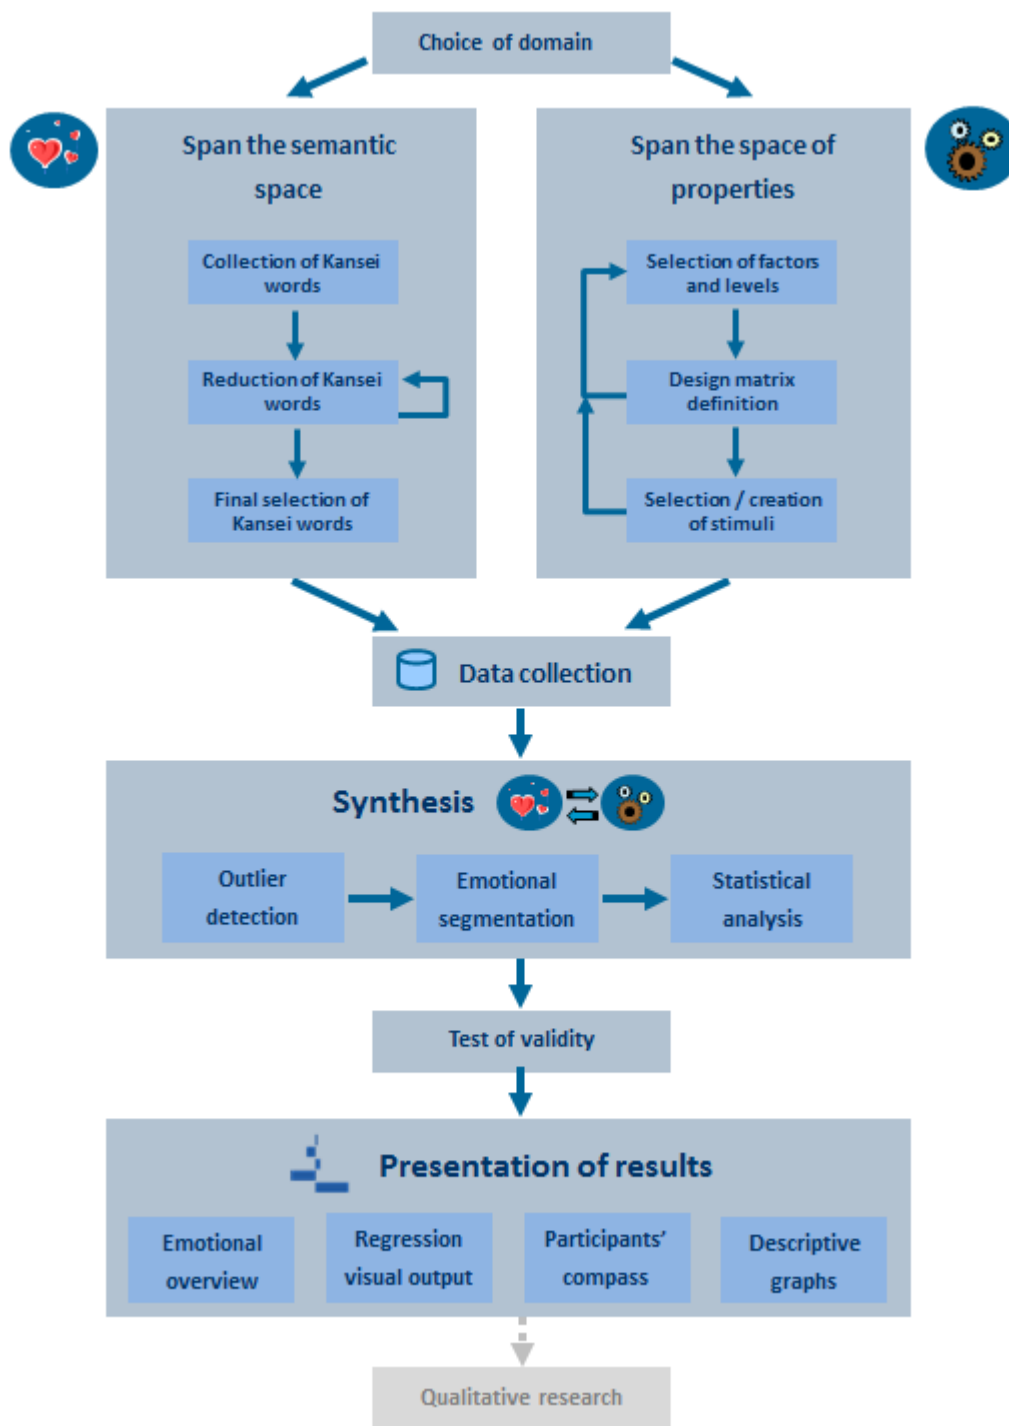 Choice of domain
Span the semantic
space
Collection of Kansei
words
Reduction of Kansei
words
Final selection of
Kansei words
Span the space of
properties
Selection of factors
and levels
Design matrix
definition
Selection / creation
of stimuli
Data collection
Synthesis
Outlier
detection
Emotional
segmentation
Statistical
analysis
Test of validity
Presentation of results
Emotional
overview
Regression
visual output
Participants’
compass
Descriptive
graphs
Qualitative research